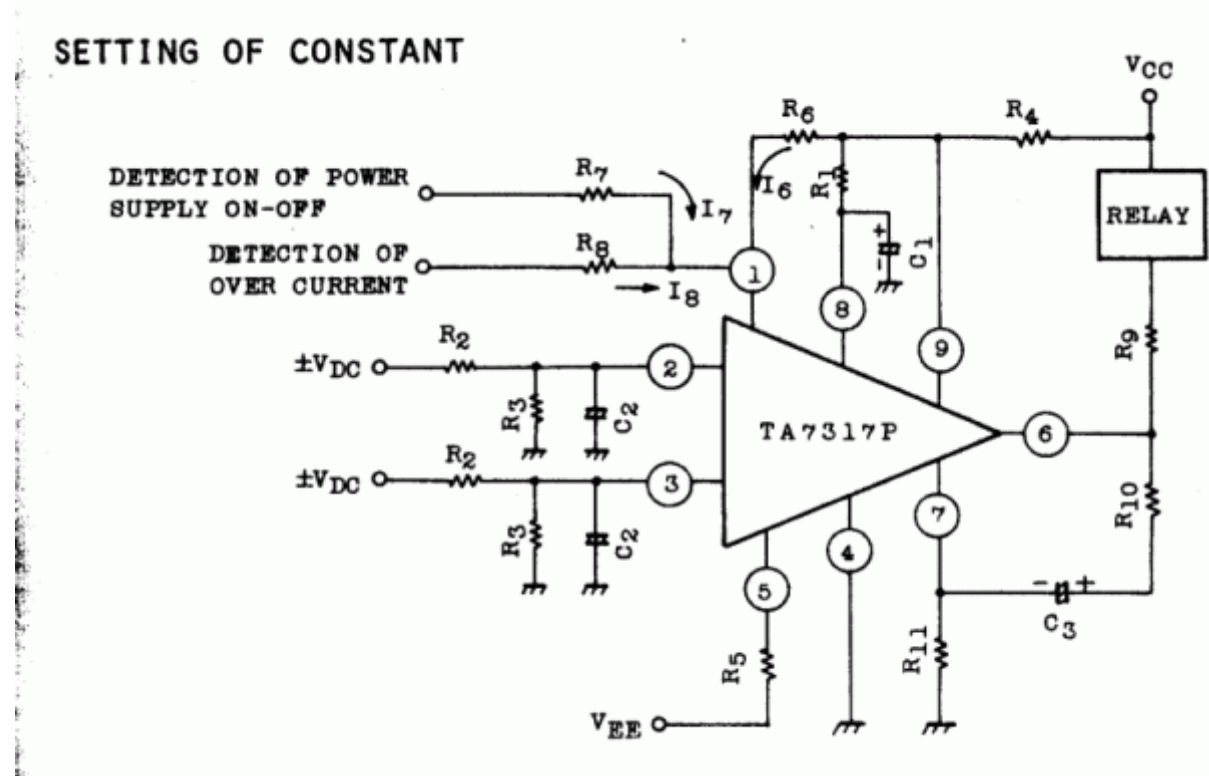 SETTING OF CONSTANT
VCC
R6
R4
DETECTION OF POWER
SUPPLY ON-OFF
R7
I7
I6
R1
RELAY
DETECTION OF
OVER CURRENT
R8
I8
1
+
-
C1
8
9
R9
R2
±VDC
2
R3
C2
TA7317P
6
R2
±VDC
3
R3
C2
7
R10
4
5
- +
C3
R5
R11
VEE